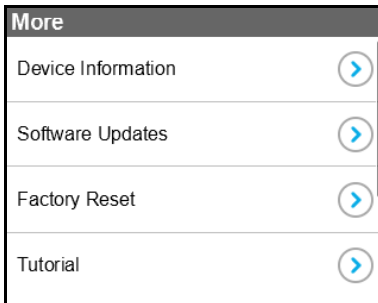 More
Device Information
Software Updates
Factory Reset
Tutorial